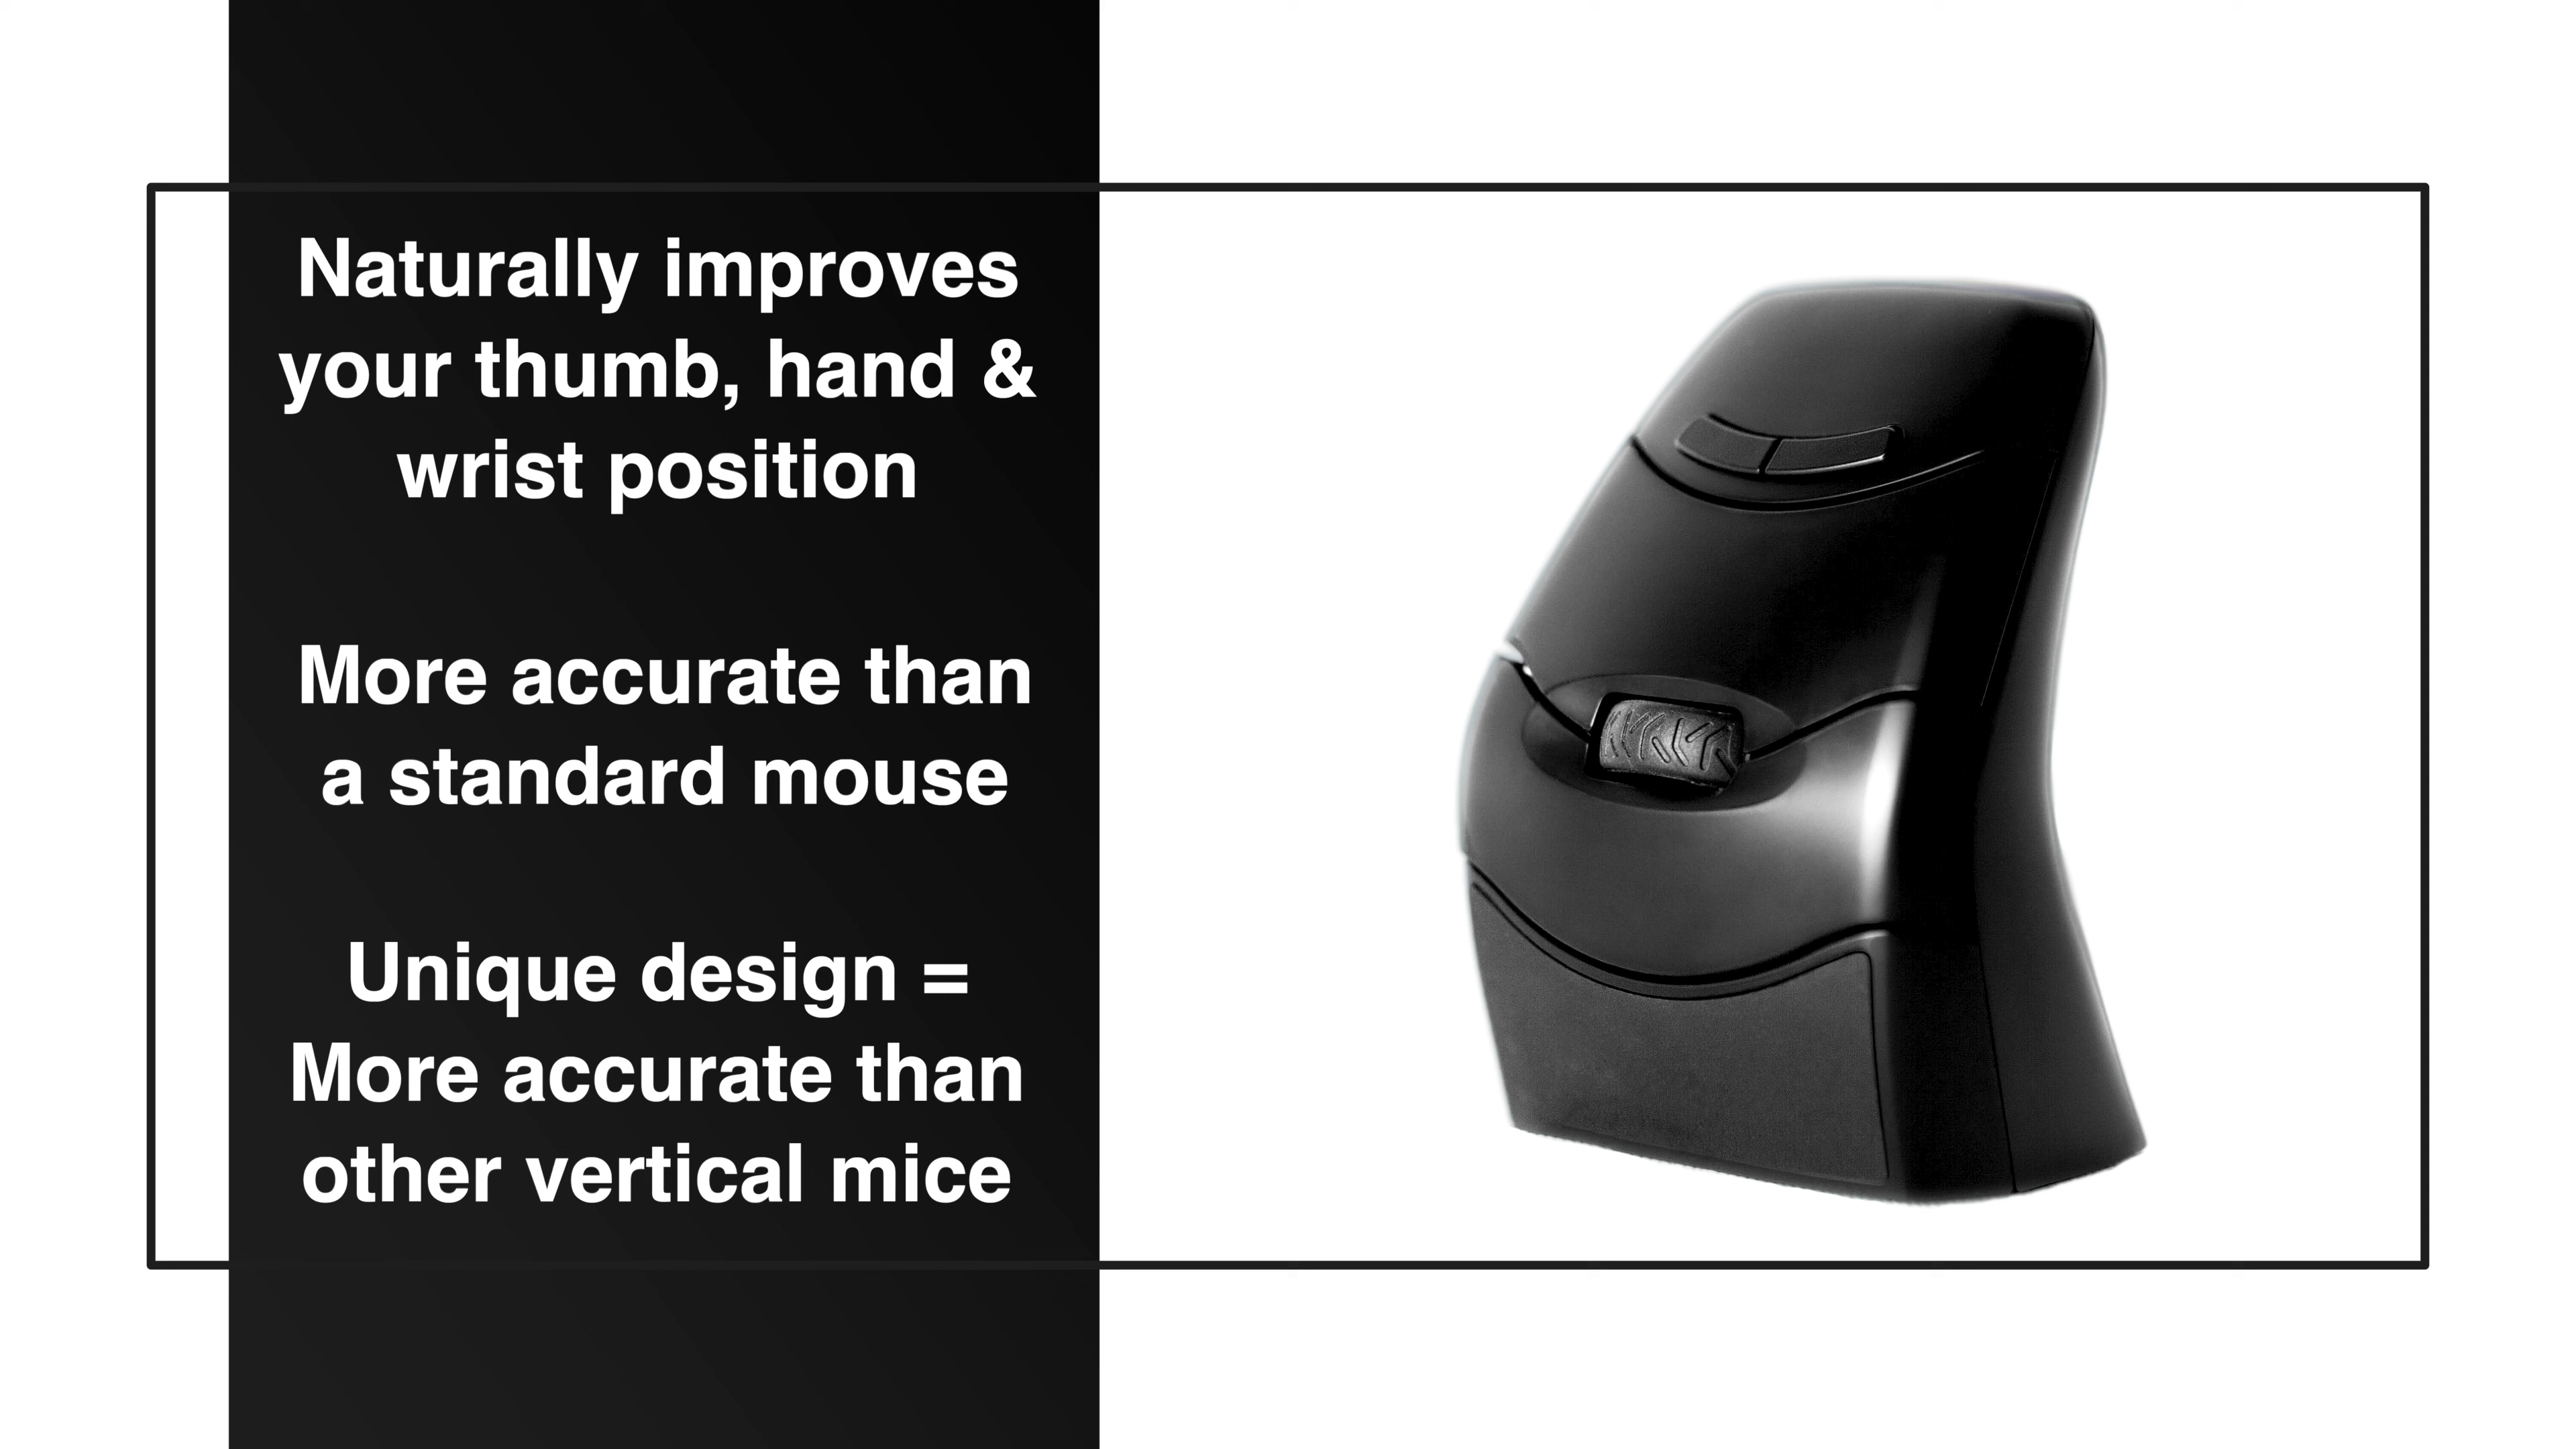 Naturally improves
your thumb, hand &
wrist position
More accurate than
a standard mouse
Unique design =
More accurate than
other vertical mice